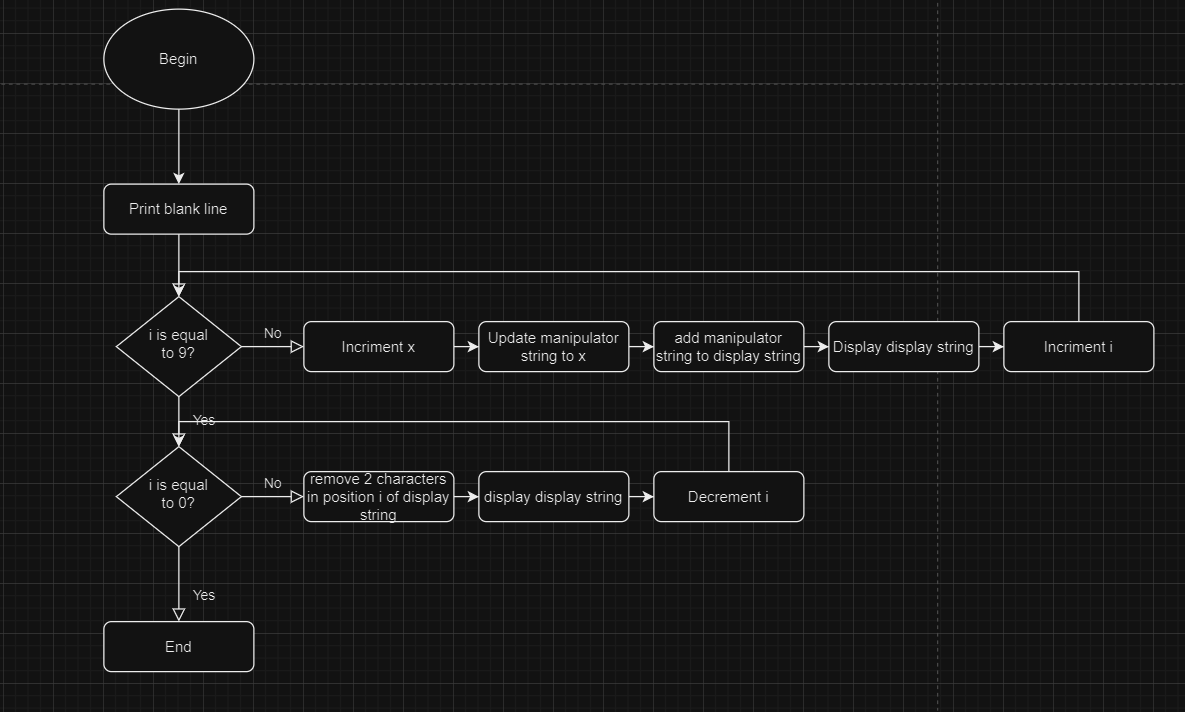 Begin
Print blank line
i is equal
to 9?
No
Incriment x
Update manipulator
string to x
add manipulator
string to display string
Display display string
Incriment i
Yes
i is equal
to 0?
No
remove 2 characters
in position i of display
string
display display string
Decrement i
Yes
End